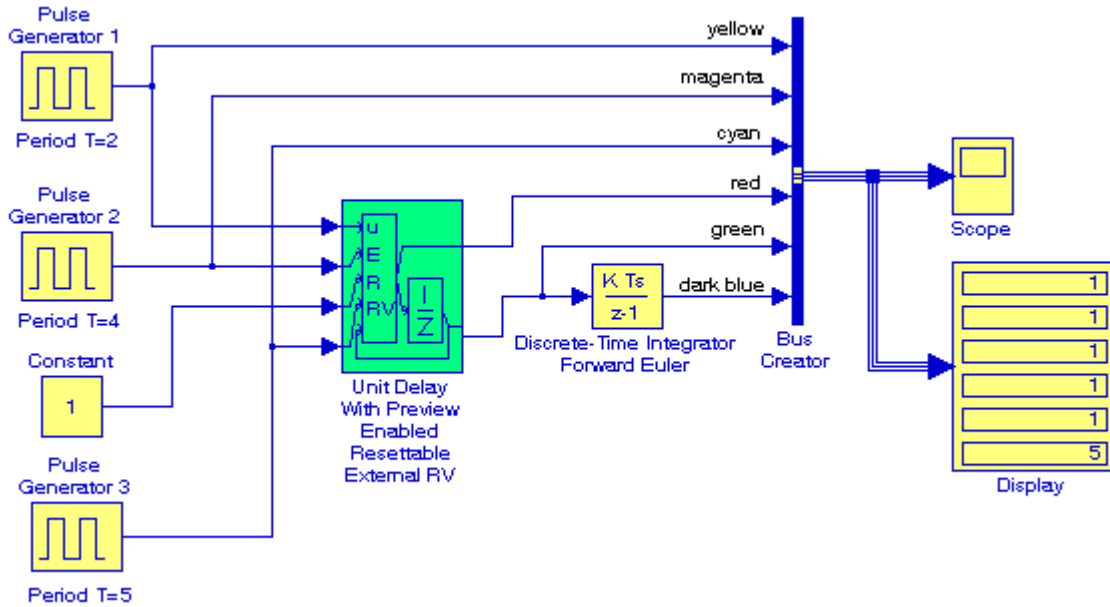 Pulse
Generator 1
Period T=2
Pulse
Generator 2
Period T=4
Constant
1
Pulse
Generator 3
Period T=5
u
E
R
RV
1
Z
Unit Delay
With Preview
Enabled
Resettable
External RV
yellow
magenta
cyan
red
green
dark blue
K Ts
z-1
Discrete-Time Integrator
Forward Euler
Bus
Creator
Scope
1
1
1
1
1
5
Display